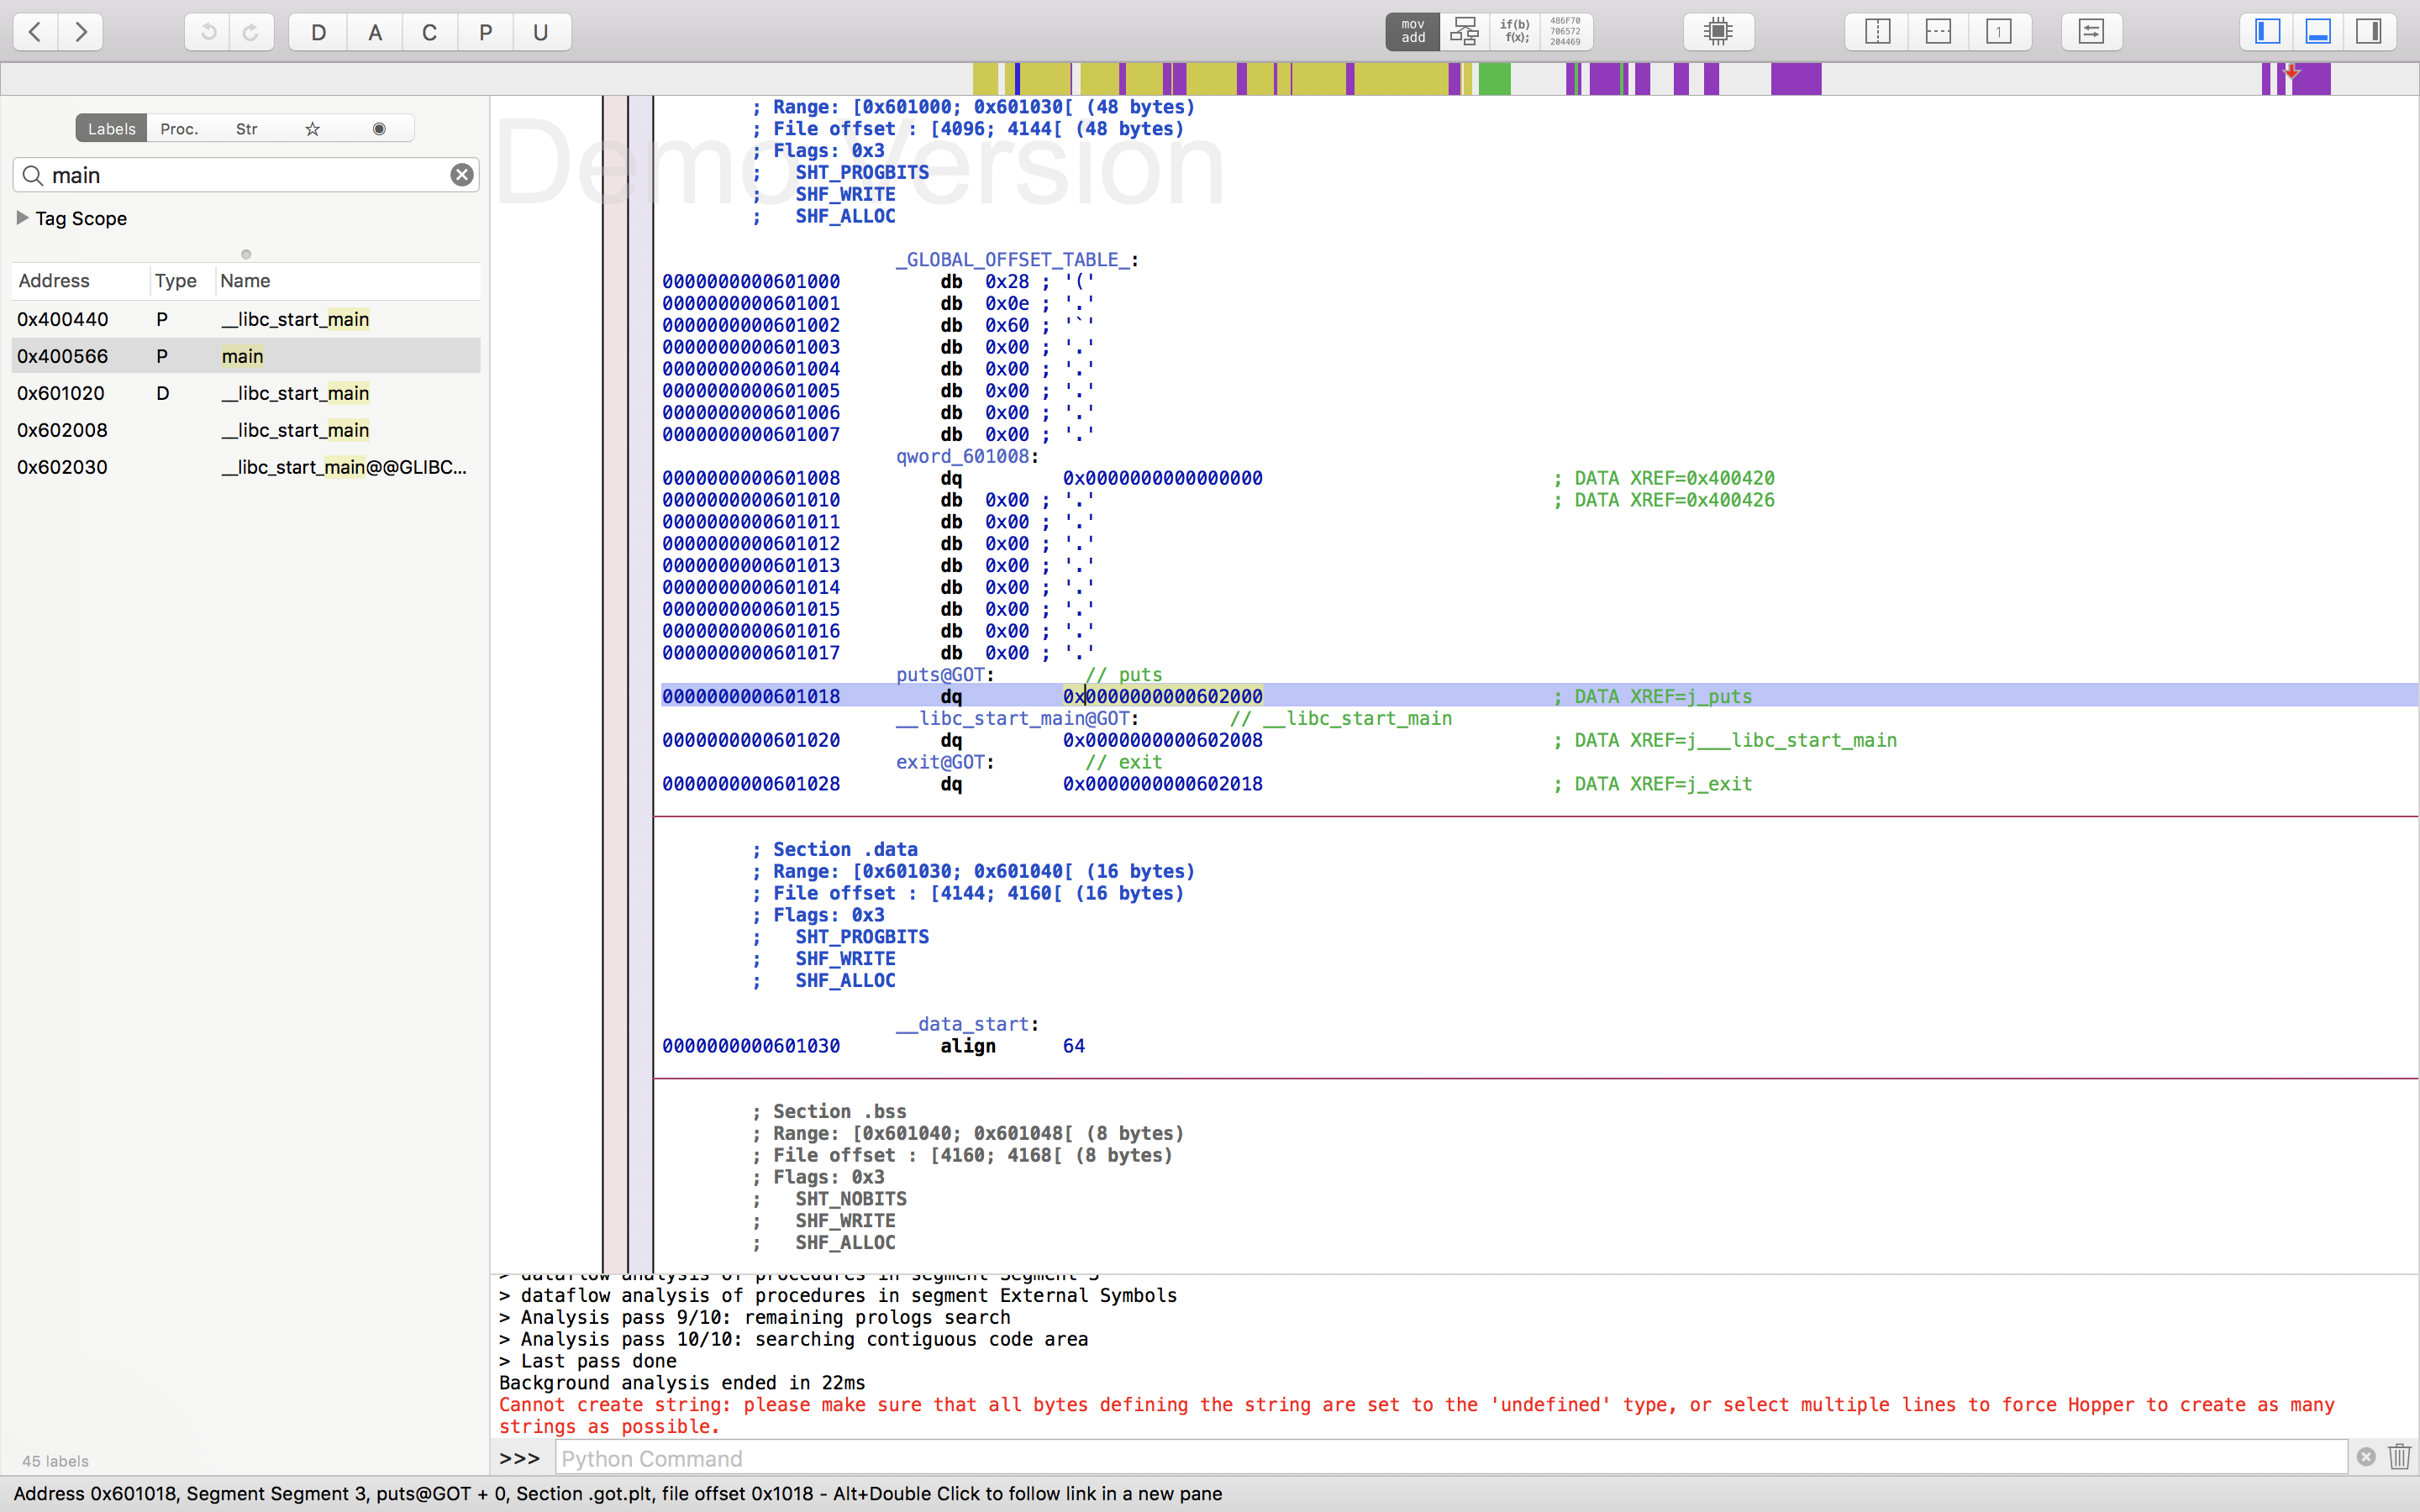 D A C P U
mov
add
if(b)
f(x);
486F70
706572
204469
1
Labels Proc. Str
main
Tag Scope
Address Type Name
0x400440 P __libc_start_main
0x400566 P main
0x601020 D __libc_start_main
0x602008 __libc_start_main
0x602030 __libc_start_main@@GLIBC...
45 labels
Demo Version
; Range: [0x601000; 0x601030[ (48 bytes)
; File offset : [4096; 4144[ (48 bytes)
; Flags: 0x3
;   SHT_PROGBITS
;   SHF_WRITE
;   SHF_ALLOC
_GLOBAL_OFFSET_TABLE_:
0000000000601000 db 0x28 ; '('
0000000000601001 db 0x0e ; '.'
0000000000601002 db 0x60 ; '`'
0000000000601003 db 0x00 ; '.'
0000000000601004 db 0x00 ; '.'
0000000000601005 db 0x00 ; '.'
0000000000601006 db 0x00 ; '.'
0000000000601007 db 0x00 ; '.'
qword_601008:
0000000000601008 dq 0x0000000000000000 ; DATA XREF=0x400420
0000000000601010 db 0x00 ; '.' ; DATA XREF=0x400426
0000000000601011 db 0x00 ; '.'
0000000000601012 db 0x00 ; '.'
0000000000601013 db 0x00 ; '.'
0000000000601014 db 0x00 ; '.'
0000000000601015 db 0x00 ; '.'
0000000000601016 db 0x00 ; '.'
0000000000601017 db 0x00 ; '.'
puts@GOT: // puts
0000000000601018 dq 0x0000000000602000 ; DATA XREF=j_puts
__libc_start_main@GOT: // __libc_start_main
0000000000601020 dq 0x0000000000602008 ; DATA XREF=j___libc_start_main
exit@GOT: // exit
0000000000601028 dq 0x0000000000602018 ; DATA XREF=j_exit
; Section .data
; Range: [0x601030; 0x601040[ (16 bytes)
; File offset : [4144; 4160[ (16 bytes)
; Flags: 0x3
;   SHT_PROGBITS
;   SHF_WRITE
;   SHF_ALLOC
__data_start:
0000000000601030 align 64
; Section .bss
; Range: [0x601040; 0x601048[ (8 bytes)
; File offset : [4160; 4168[ (8 bytes)
; Flags: 0x3
;   SHT_NOBITS
;   SHF_WRITE
;   SHF_ALLOC
> dataflow analysis of procedures in segment Segment 3
> dataflow analysis of procedures in segment External Symbols
> Analysis pass 9/10: remaining prologs search
> Analysis pass 10/10: searching contiguous code area
> Last pass done
Background analysis ended in 22ms
Cannot create string: please make sure that all bytes defining the string are set to the 'undefined' type, or select multiple lines to force Hopper to create as many
strings as possible.
>>> Python Command
Address 0x601018, Segment Segment 3, puts@GOT + 0, Section .got.plt, file offset 0x1018 - Alt+Double Click to follow link in a new pane